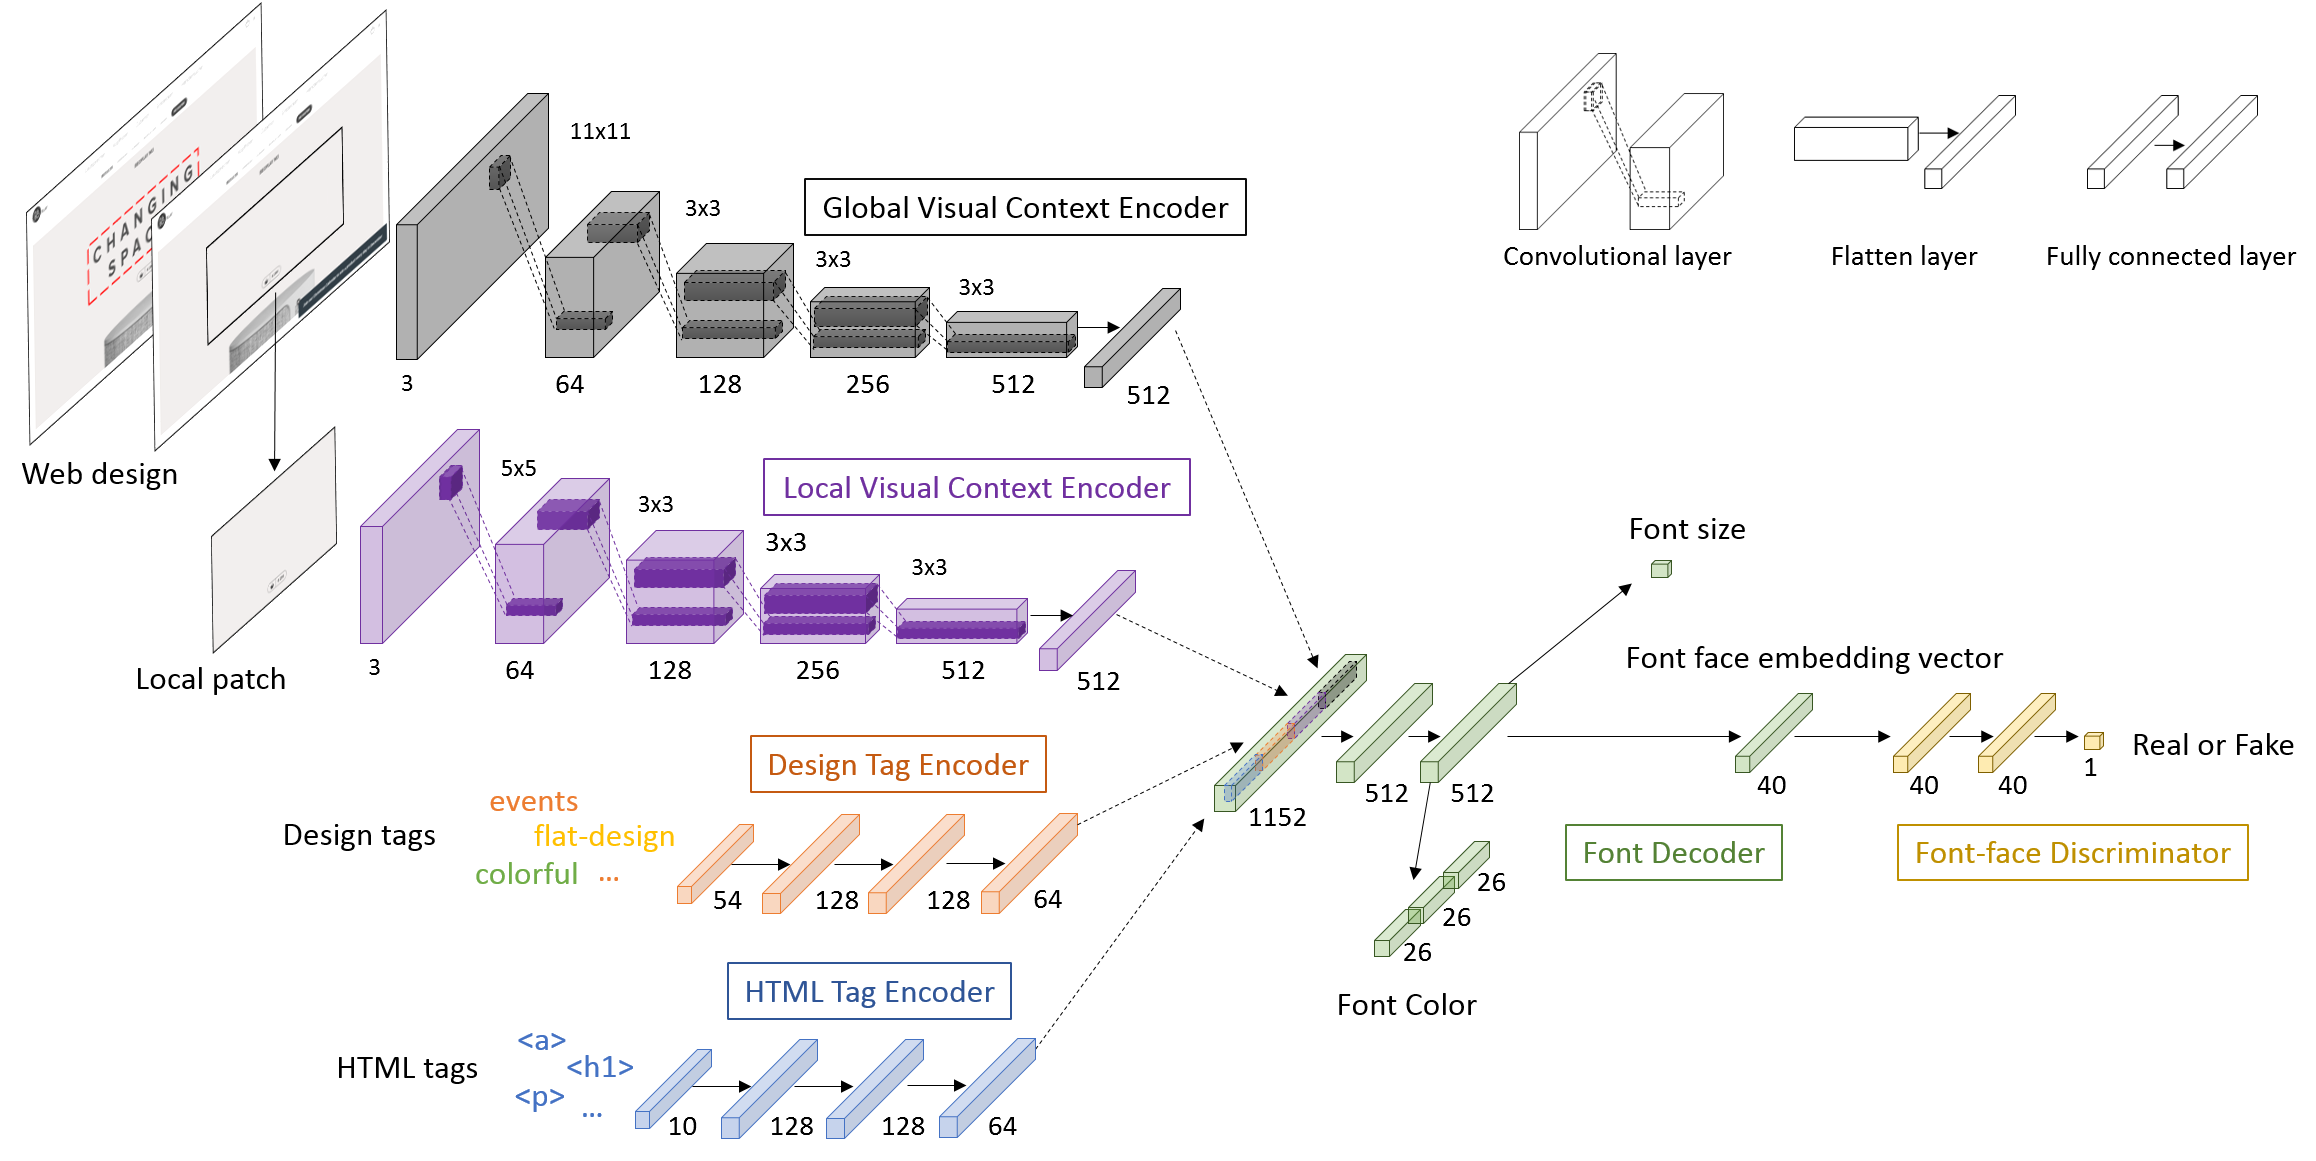 CHANGING
SPAC
Web design
Local patch
11x11
3x3
3x3
3x3
3
64
128
256
512
512
Global Visual Context Encoder
Convolutional layer
Flatten layer
Fully connected layer
5x5
3x3
3x3
3x3
3
64
128
256
512
512
Local Visual Context Encoder
Design Tag Encoder
Design tags
events
flat-design
colorful
...
54
128
128
64
HTML Tag Encoder
HTML tags
<a>
<h1>
<p>
...
10
128
128
64
1152
512
512
Font size
Font face embedding vector
40
40
40
1
Real or Fake
Font Decoder
Font-face Discriminator
26
26
26
Font Color